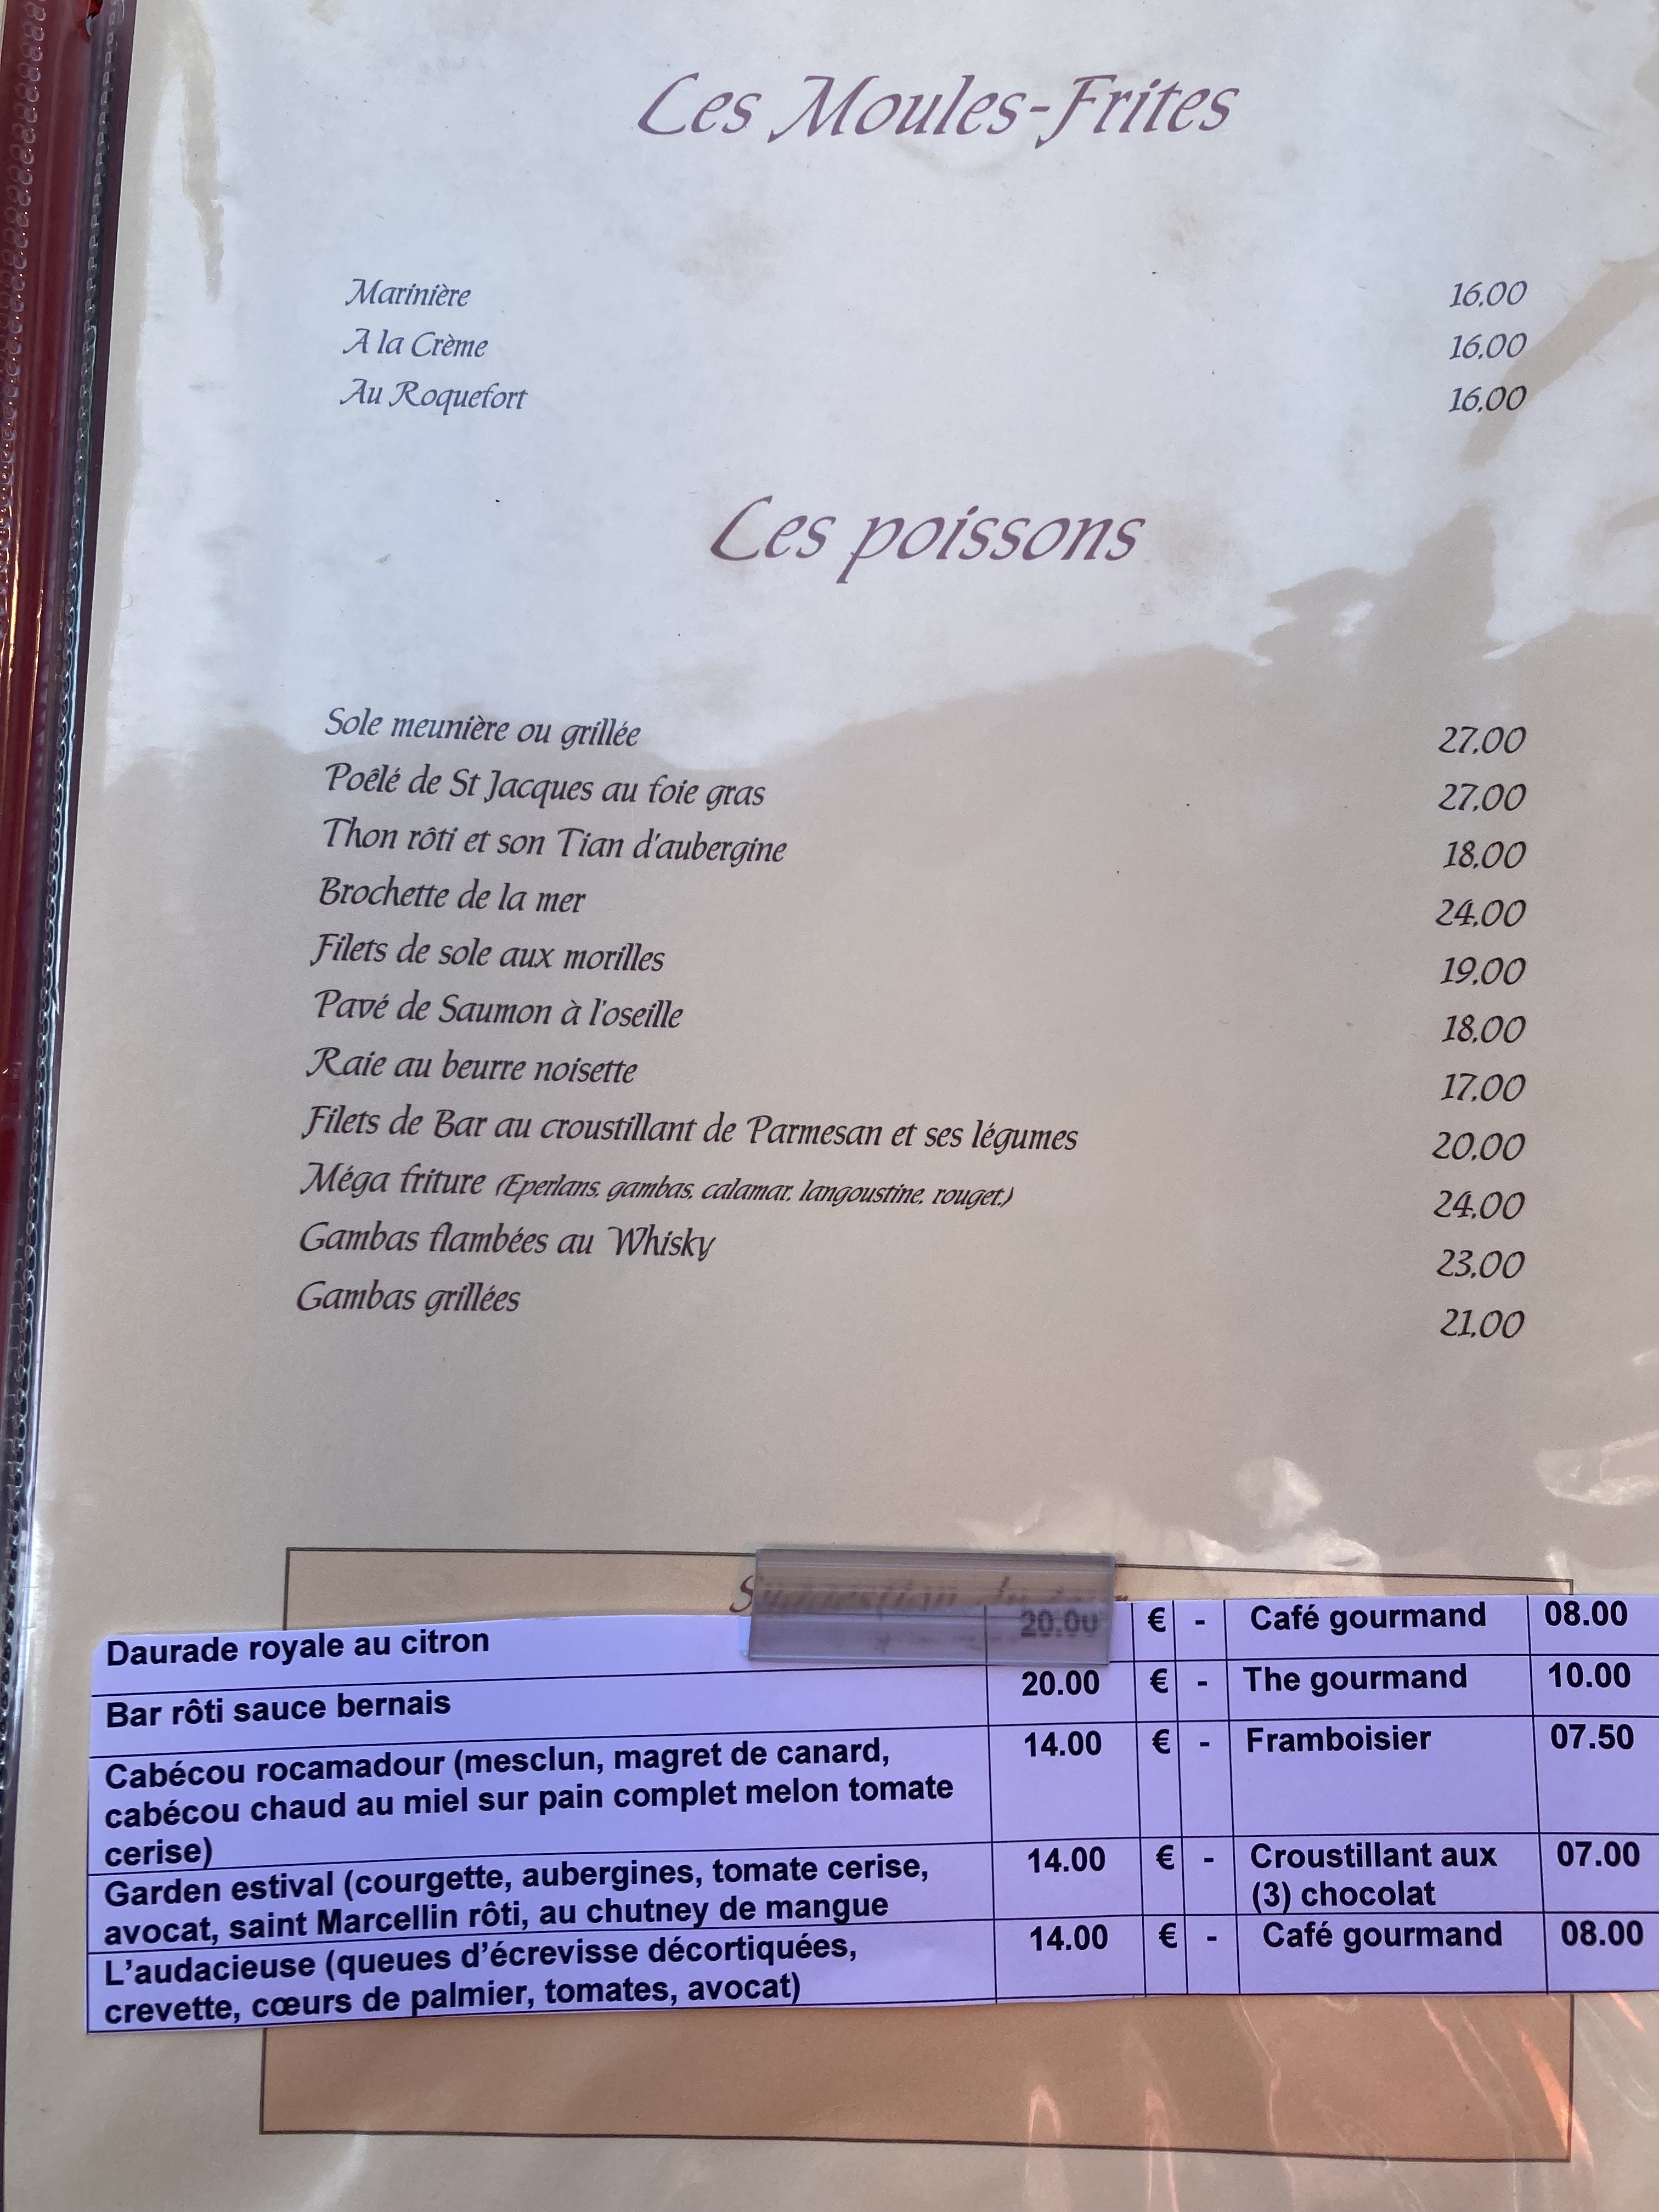 Les Moules-Frites
Marinière 16,00
A la Crème 16,00
Au Roquefort 16,00
Les poissons
Sole meunière ou grillée 27,00
Poêlé de St Jacques au foie gras 27,00
Thon rôti et son Tian d'aubergine 18,00
Brochette de la mer 24,00
Filets de sole aux morilles 19,00
Pavé de Saumon à l'oseille 18,00
Raie au beurre noisette 17,00
Filets de Bar au croustillant de Parmesan et ses légumes 20,00
Méga friture (Eperlans, gambas, calamar, langoustine, rouget,) 24,00
Gambas flambées au Whisky 23,00
Gambas grillées 21,00
Daurade royale au citron 20.00 € - Café gourmand 08.00
Bar rôti sauce bernais 20.00 € - The gourmand 10.00
Cabécou rocamadour (mesclun, magret de canard, 14.00 € - Framboisier 07.50
cabécou chaud au miel sur pain complet melon tomate
cerise)
Garden estival (courgette, aubergines, tomate cerise, 14.00 € - Croustillant aux 07.00
avocat, saint Marcellin rôti, au chutney de mangue (3) chocolat
L'audacieuse (queues d'écrevisse décortiquées, 14.00 € - Café gourmand 08.00
crevette, cœurs de palmier, tomates, avocat)